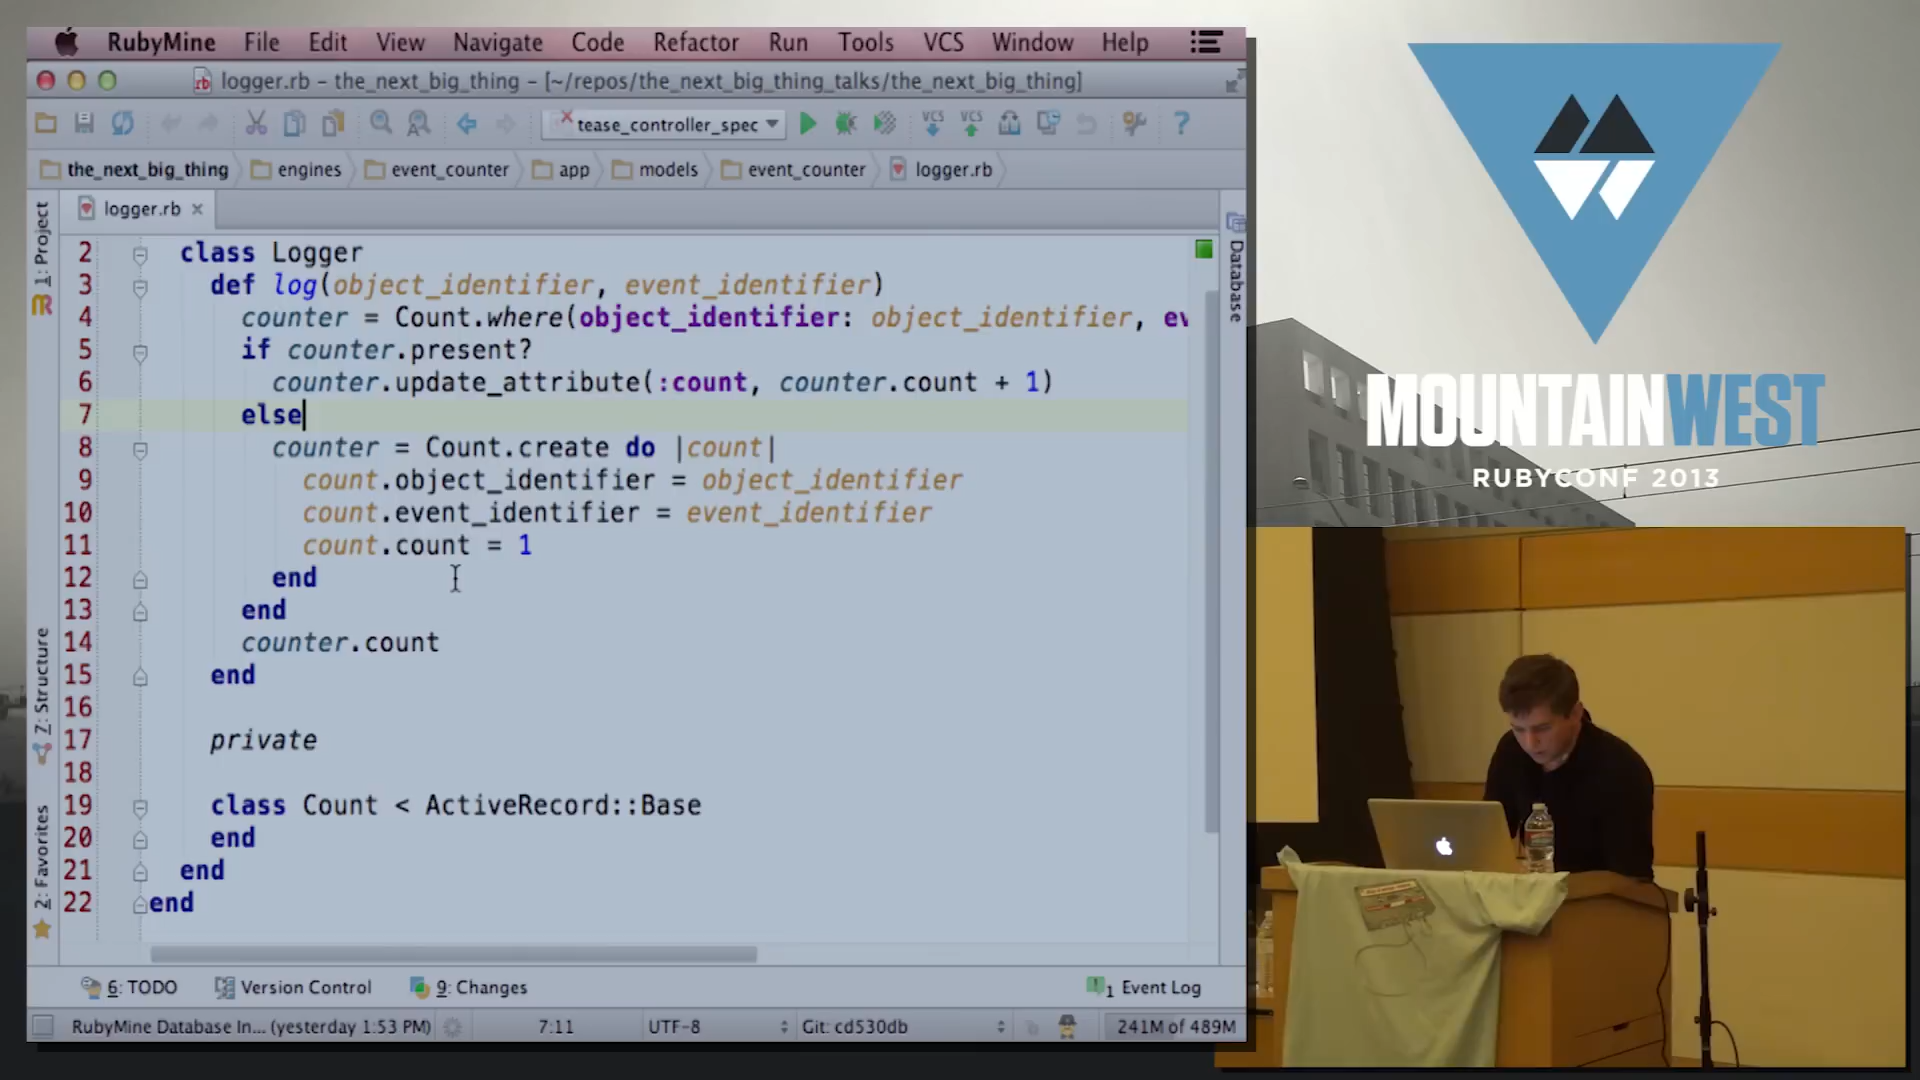 RubyMine File Edit View Navigate Code Refactor Run Tools VCS Window Help
logger.rb – the_next_big_thing – [~/repos/the_next_big_thing_talks/the_next_big_thing]
tease_controller_spec VCS VCS ?
the_next_big_thing engines event_counter app models event_counter logger.rb
logger.rb
1: Project
Database
2 class Logger
3 def log(object_identifier, event_identifier)
4 counter = Count.where(object_identifier: object_identifier, ev
5 if counter.present?
6 counter.update_attribute(:count, counter.count + 1)
7 else
8 counter = Count.create do |count|
9 count.object_identifier = object_identifier
10 count.event_identifier = event_identifier
11 count.count = 1
12 end
13 end
14 counter.count
15 end
16
17 private
18
19 class Count < ActiveRecord::Base
20 end
21 end
22 end
7: Structure
2: Favorites
6: TODO Version Control 9: Changes 1 Event Log
RubyMine Database In... (yesterday 1:53 PM) 7:11 UTF-8 Git: cd530db 241M of 489M
MOUNTAINWEST
RUBYCONF 2013